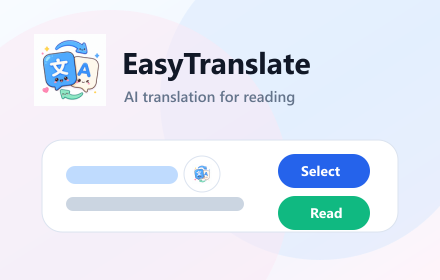 文
A
EasyTranslate
AI translation for reading
Select
Read